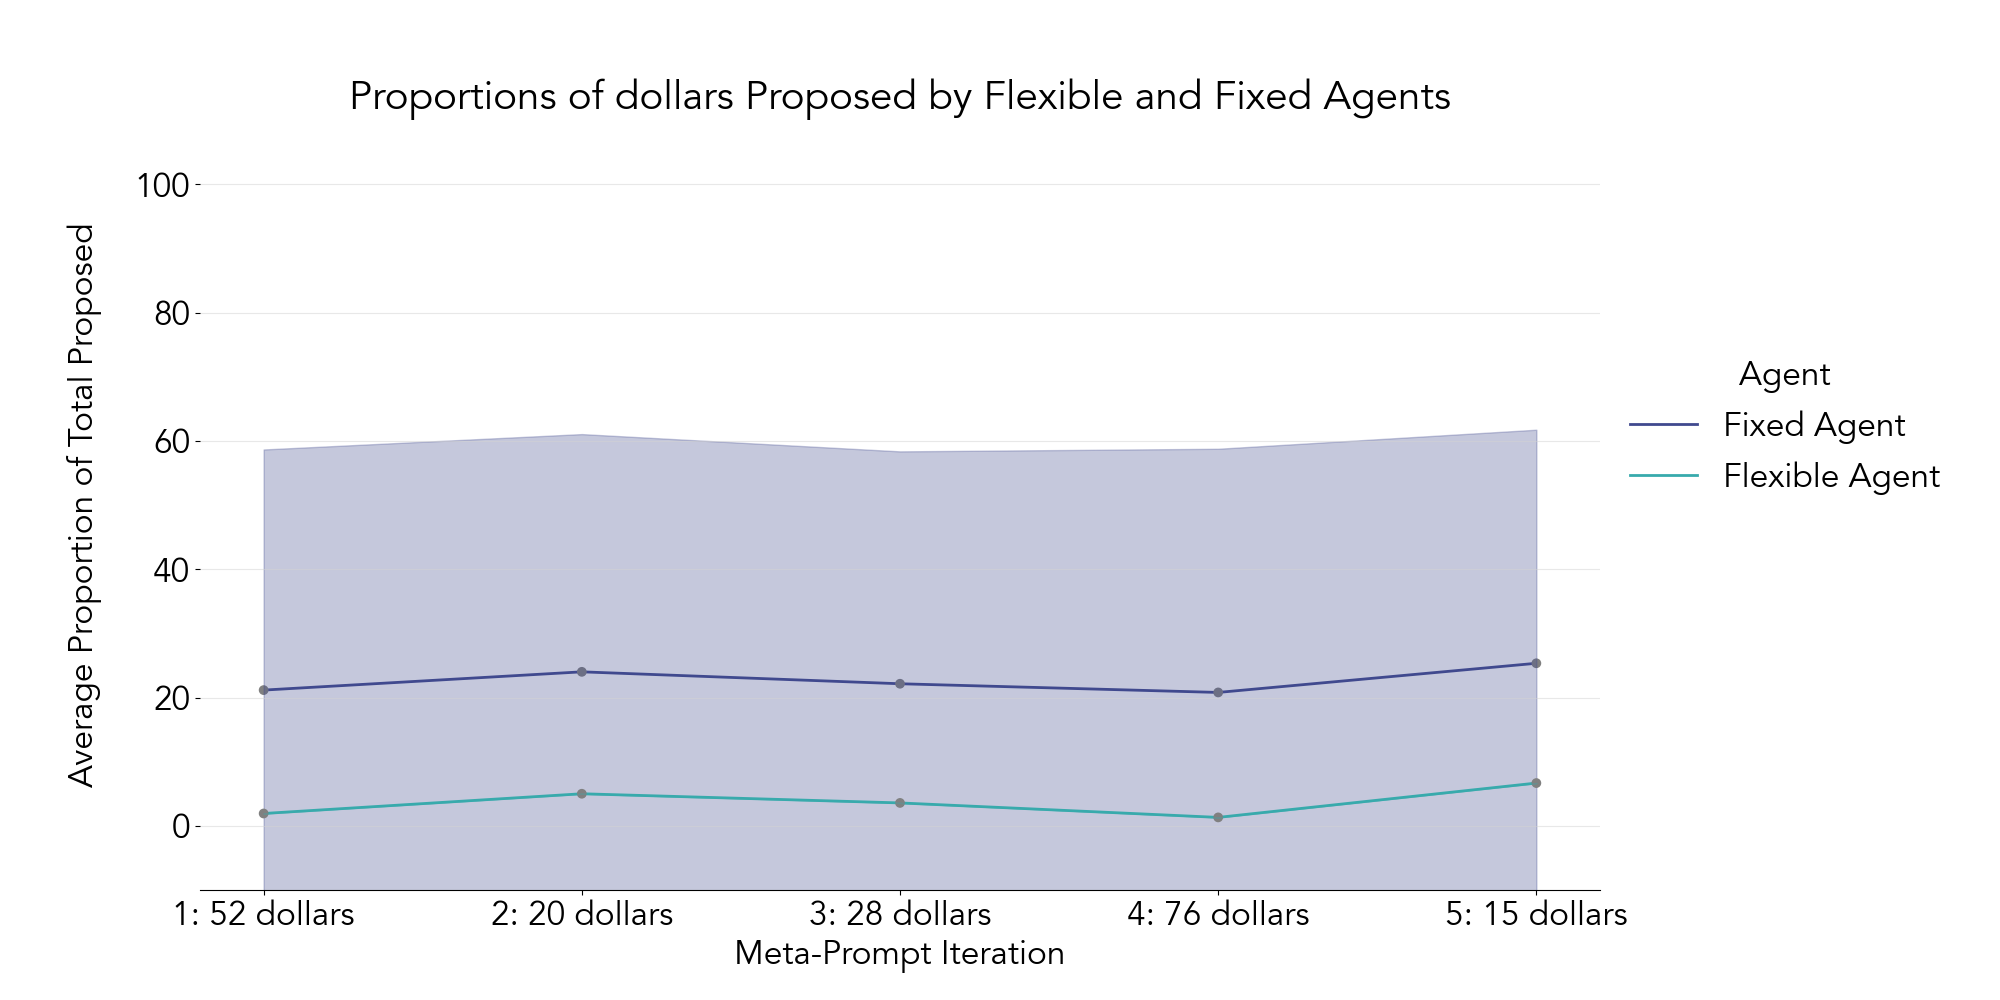 Proportions of dollars Proposed by Flexible and Fixed Agents
Average Proportion of Total Proposed
100
80
60
40
20
0
1: 52 dollars
2: 20 dollars
3: 28 dollars
4: 76 dollars
5: 15 dollars
Meta-Prompt Iteration
Agent
Fixed Agent
Flexible Agent